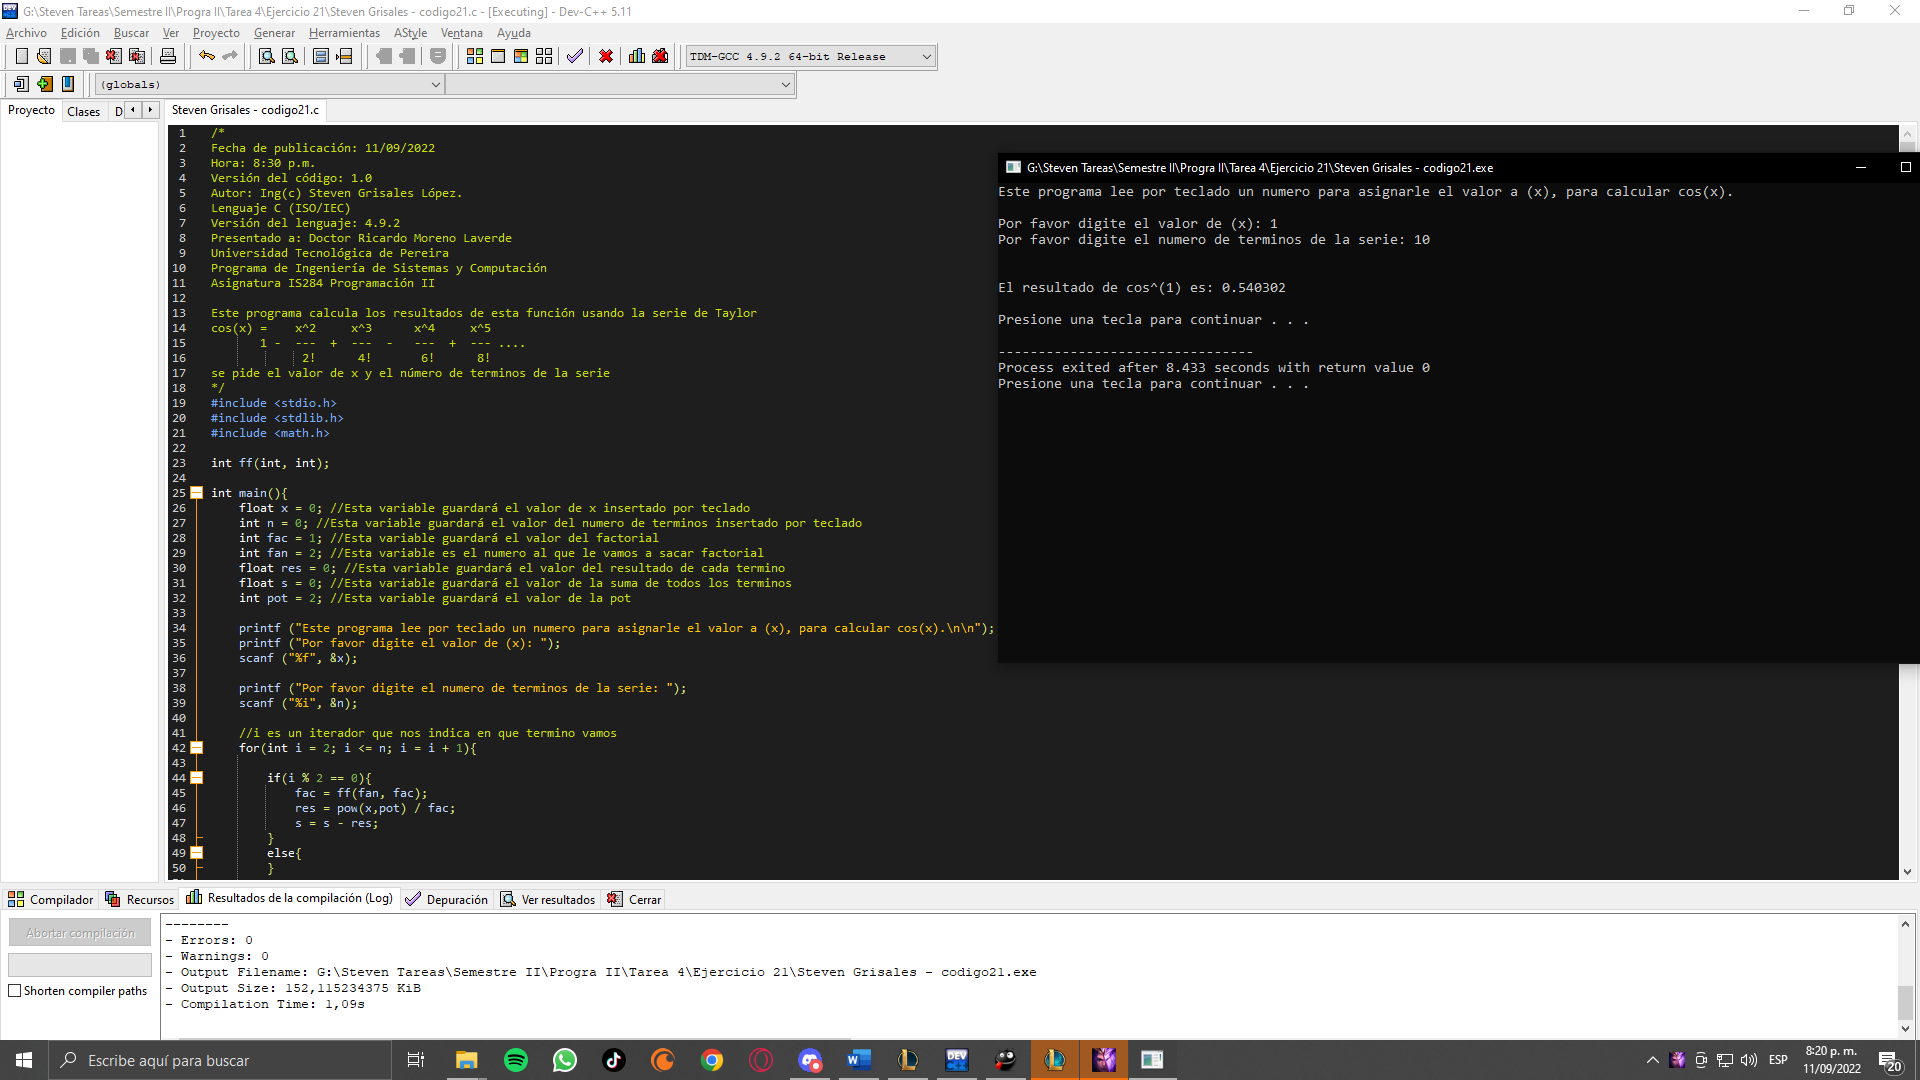 G:\Steven Tareas\Semestre II\Progra II\Tarea 4\Ejercicio 21\Steven Grisales - codigo21.c - [Executing] - Dev-C++ 5.11
Archivo Edición Buscar Ver Proyecto Generar Herramientas AStyle Ventana Ayuda
TDM-GCC 4.9.2 64-bit Release
(globals)
Proyecto Clases D
Steven Grisales - codigo21.c
1 /*
2 Fecha de publicación: 11/09/2022
3 Hora: 8:30 p.m.
4 Versión del código: 1.0
5 Autor: Ing(c) Steven Grisales López.
6 Lenguaje C (ISO/IEC)
7 Versión del lenguaje: 4.9.2
8 Presentado a: Doctor Ricardo Moreno Laverde
9 Universidad Tecnológica de Pereira
10 Programa de Ingeniería de Sistemas y Computación
11 Asignatura IS284 Programación II
12
13 Este programa calcula los resultados de esta función usando la serie de Taylor
14 cos(x) =    x^2     x^3      x^4     x^5
15        1 -  ---  +  ---  -   ---  +  --- ....
16             2!      4!       6!      8!
17 se pide el valor de x y el número de terminos de la serie
18 */
19 #include <stdio.h>
20 #include <stdlib.h>
21 #include <math.h>
22
23 int ff(int, int);
24
25 int main(){
26     float x = 0; //Esta variable guardará el valor de x insertado por teclado
27     int n = 0; //Esta variable guardará el valor del numero de terminos insertado por teclado
28     int fac = 1; //Esta variable guardará el valor del factorial
29     int fan = 2; //Esta variable es el numero al que le vamos a sacar factorial
30     float res = 0; //Esta variable guardará el valor del resultado de cada termino
31     float s = 0; //Esta variable guardará el valor de la suma de todos los terminos
32     int pot = 2; //Esta variable guardará el valor de la pot
33
34     printf ("Este programa lee por teclado un numero para asignarle el valor a (x), para calcular cos(x).\n\n");
35     printf ("Por favor digite el valor de (x): ");
36     scanf ("%f", &x);
37
38     printf ("Por favor digite el numero de terminos de la serie: ");
39     scanf ("%i", &n);
40
41     //i es un iterador que nos indica en que termino vamos
42     for(int i = 2; i <= n; i = i + 1){
43
44         if(i % 2 == 0){
45             fac = ff(fan, fac);
46             res = pow(x,pot) / fac;
47             s = s - res;
48         }
49         else{
50         }
G:\Steven Tareas\Semestre II\Progra II\Tarea 4\Ejercicio 21\Steven Grisales - codigo21.exe
Este programa lee por teclado un numero para asignarle el valor a (x), para calcular cos(x).
Por favor digite el valor de (x): 1
Por favor digite el numero de terminos de la serie: 10
El resultado de cos^(1) es: 0.540302
Presione una tecla para continuar . . .
--------------------------------
Process exited after 8.433 seconds with return value 0
Presione una tecla para continuar . . .
Compilador Recursos Resultados de la compilación (Log) Depuración Ver resultados Cerrar
Abortar compilación
Shorten compiler paths
--------
- Errors: 0
- Warnings: 0
- Output Filename: G:\Steven Tareas\Semestre II\Progra II\Tarea 4\Ejercicio 21\Steven Grisales - codigo21.exe
- Output Size: 152,115234375 KiB
- Compilation Time: 1,09s
Escribe aquí para buscar
ESP
8:20 p. m.
11/09/2022
20